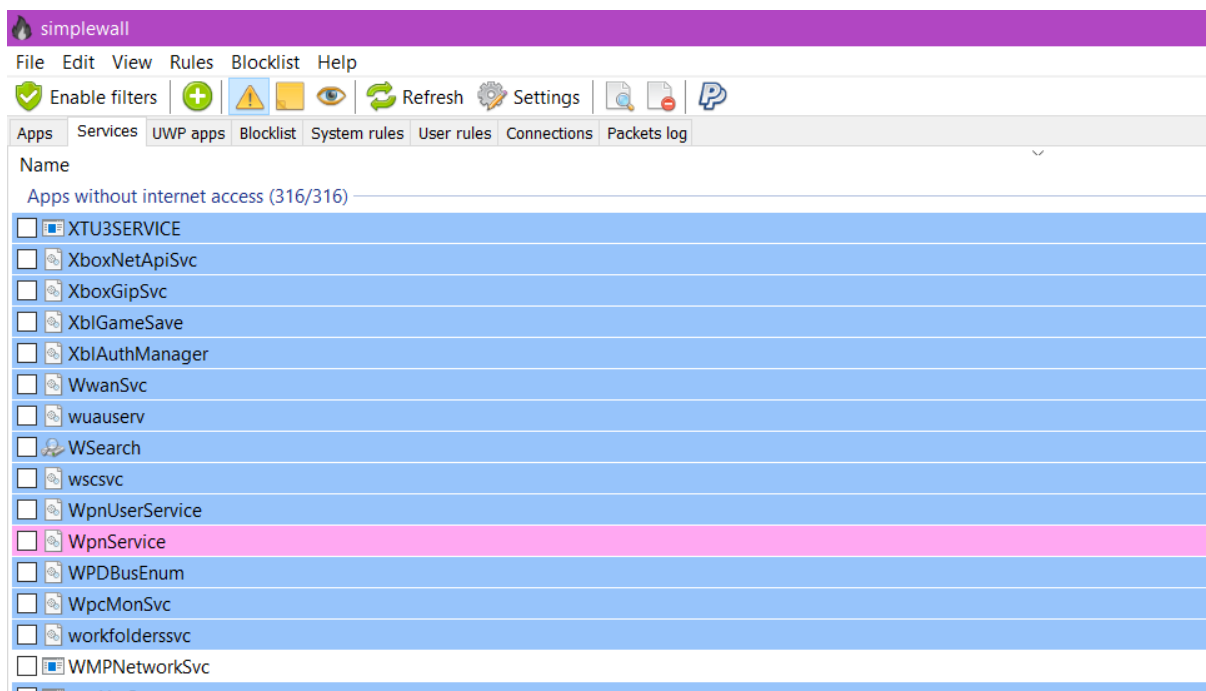 simplewall
File Edit View Rules Blocklist Help
Enable filters Refresh Settings
Apps Services UWP apps Blocklist System rules User rules Connections Packets log
Name
Apps without internet access (316/316)
XTU3SERVICE
XboxNetApiSvc
XboxGipSvc
XblGameSave
XblAuthManager
WwanSvc
wuauserv
WSearch
wscsvc
WpnUserService
WpnService
WPDBusEnum
WpcMonSvc
workfolderssvc
WMPNetworkSvc